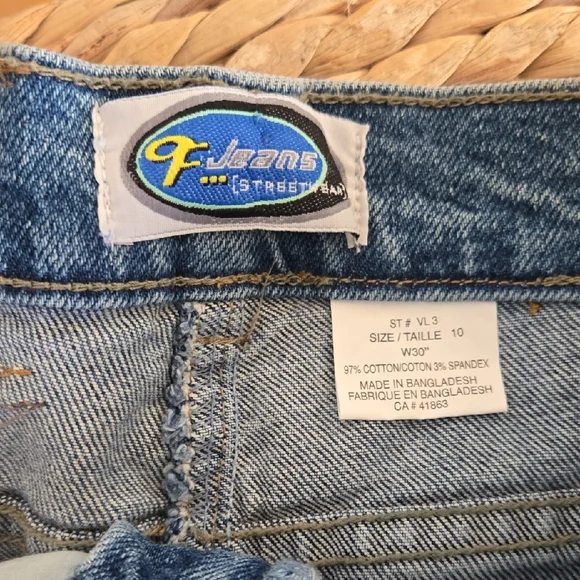 QF Jeans
...[STREETWEAR]
ST # VL 3
SIZE / TAILLE 10
W30"
97% COTTON/COTON 3% SPANDEX
MADE IN BANGLADESH
FABRIQUE EN BANGLADESH
CA # 41863